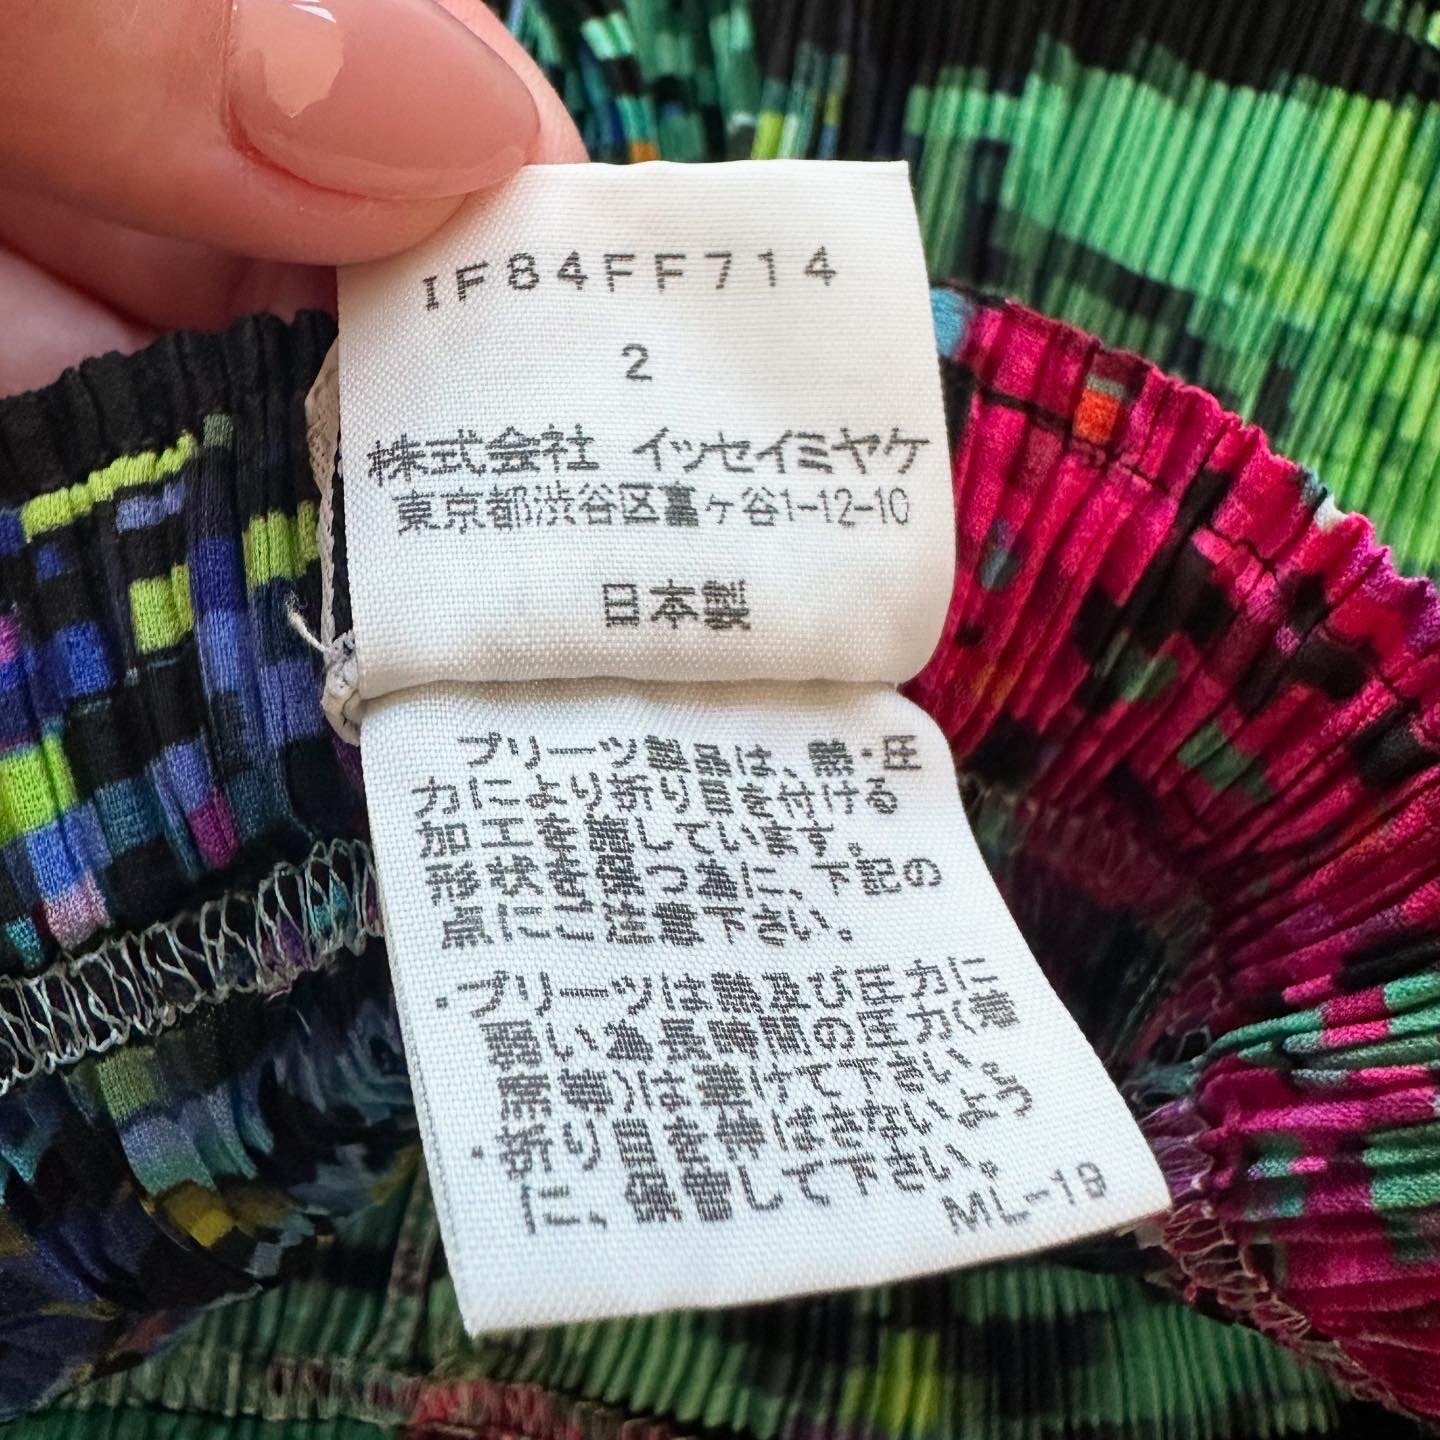 IF84FF714
2
株式会社 イッセイミヤケ
東京都渋谷区富ヶ谷1-12-10
日本製
プリーツ製品は、熱・圧
力により折り目を付ける
加工を施しています。
形状を保つ為に、下記の
点にご注意下さい。
・プリーツは熱及び圧力に
弱い為長時間の圧力(着
席等)は避けて下さい。
・折り目を伸ばさないよう
に、保管して下さい。
ML-19